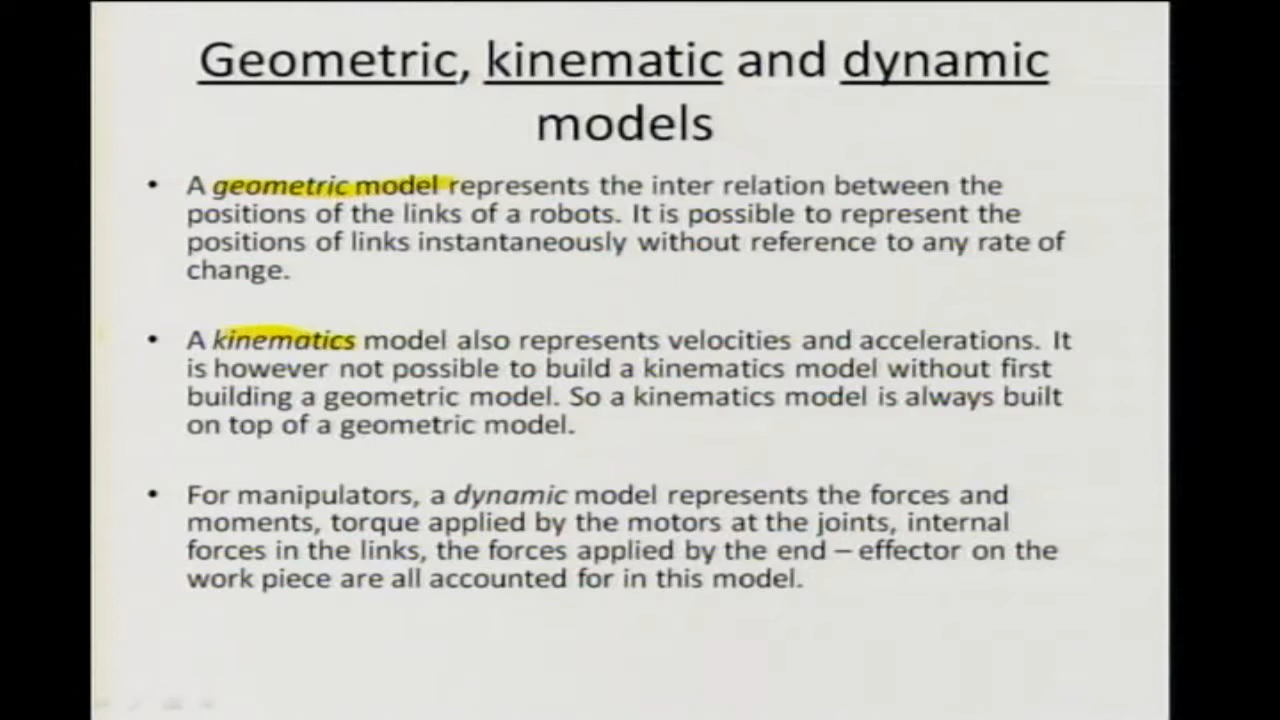 Geometric, kinematic and dynamic
models
• A geometric model represents the inter relation between the
positions of the links of a robots. It is possible to represent the
positions of links instantaneously without reference to any rate of
change.
• A kinematics model also represents velocities and accelerations. It
is however not possible to build a kinematics model without first
building a geometric model. So a kinematics model is always built
on top of a geometric model.
• For manipulators, a dynamic model represents the forces and
moments, torque applied by the motors at the joints, internal
forces in the links, the forces applied by the end – effector on the
work piece are all accounted for in this model.